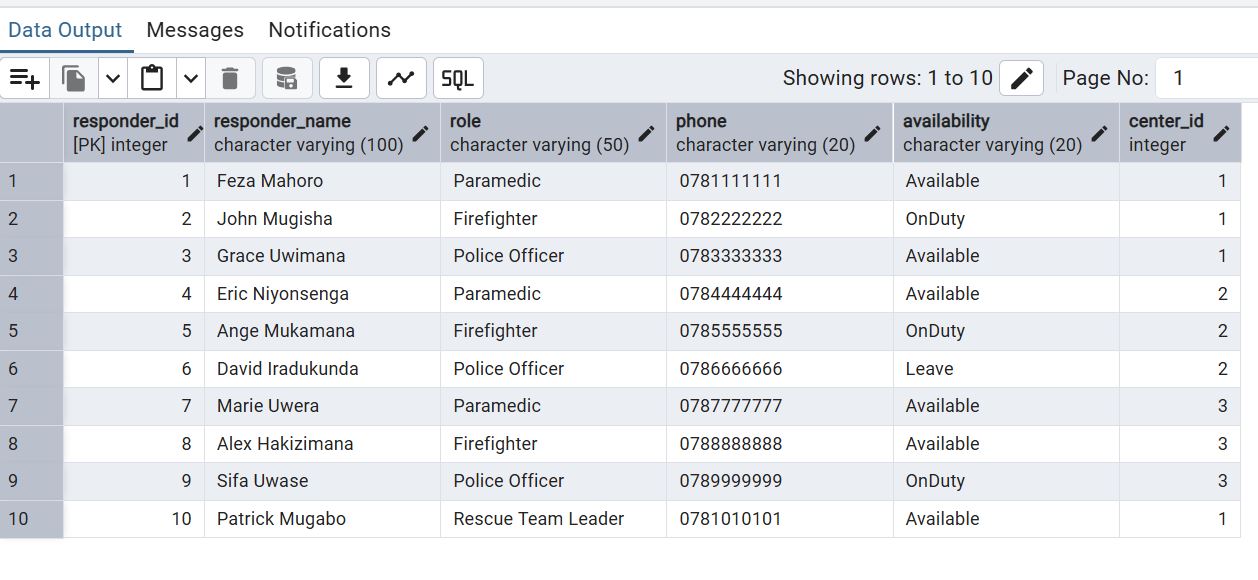 Data Output Messages Notifications
SQL Showing rows: 1 to 10 Page No: 1
responder_id role phone availability center_id responder_name
[PK] integer character varying (100) character varying (50) character varying (20) character varying (20) integer
1 1 Feza Mahoro Paramedic 0781111111 Available 1
2 2 John Mugisha Firefighter 0782222222 OnDuty 1
3 3 Grace Uwimana Police Officer 0783333333 Available 1
4 4 Eric Niyonsenga Paramedic 0784444444 Available 2
5 5 Ange Mukamana Firefighter 0785555555 OnDuty 2
6 6 David Iradukunda Police Officer 0786666666 Leave 2
7 7 Marie Uwera Paramedic 0787777777 Available 3
8 8 Alex Hakizimana Firefighter 0788888888 Available 3
9 9 Sifa Uwase Police Officer 0789999999 OnDuty 3
10 10 Patrick Mugabo Rescue Team Leader 0781010101 Available 1